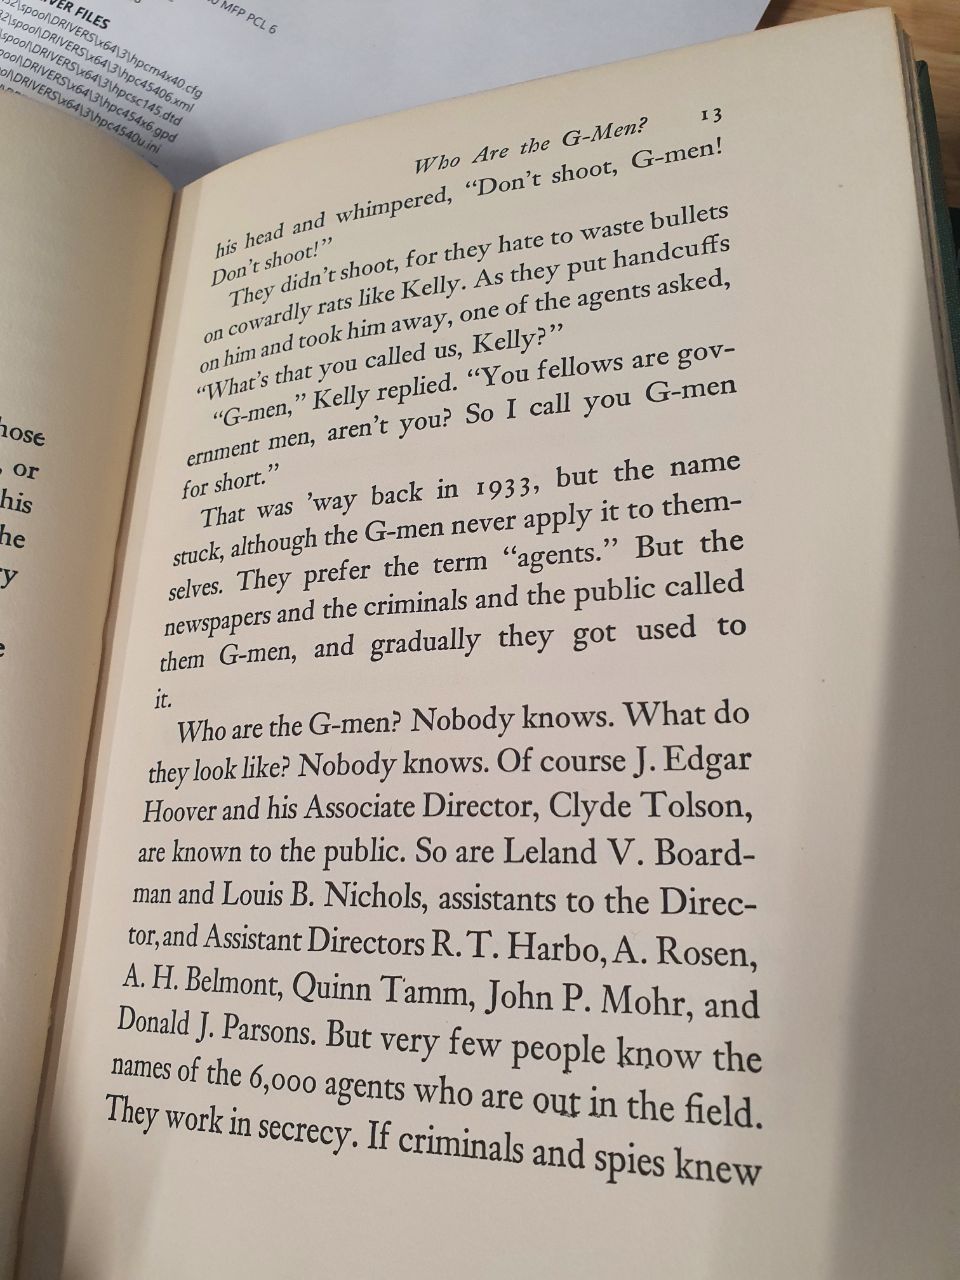 MFP PCL 6
VER FILES
32\spool\DRIVERS\x64\3\hpcm4x40.cfg
\spool\DRIVERS\x64\3\hpc45406.xml
spool\DRIVERS\x64\3\hpcsc145.dtd
pool\DRIVERS\x64\3\hpc454x6.gpd
ool\DRIVERS\x64\3\hpc4540u.ini
hose
, or
his
he
y
e
Who Are the G-Men? 13
his head and whimpered, “Don’t shoot, G-men!
Don’t shoot!”
They didn’t shoot, for they hate to waste bullets
on cowardly rats like Kelly. As they put handcuffs
on him and took him away, one of the agents asked,
“What’s that you called us, Kelly?”
“G-men,” Kelly replied. “You fellows are gov-
ernment men, aren’t you? So I call you G-men
for short.”
That was ’way back in 1933, but the name
stuck, although the G-men never apply it to them-
selves. They prefer the term “agents.” But the
newspapers and the criminals and the public called
them G-men, and gradually they got used to
it.
Who are the G-men? Nobody knows. What do
they look like? Nobody knows. Of course J. Edgar
Hoover and his Associate Director, Clyde Tolson,
are known to the public. So are Leland V. Board-
man and Louis B. Nichols, assistants to the Direc-
tor, and Assistant Directors R. T. Harbo, A. Rosen,
A. H. Belmont, Quinn Tamm, John P. Mohr, and
Donald J. Parsons. But very few people know the
names of the 6,000 agents who are out in the field.
They work in secrecy. If criminals and spies knew